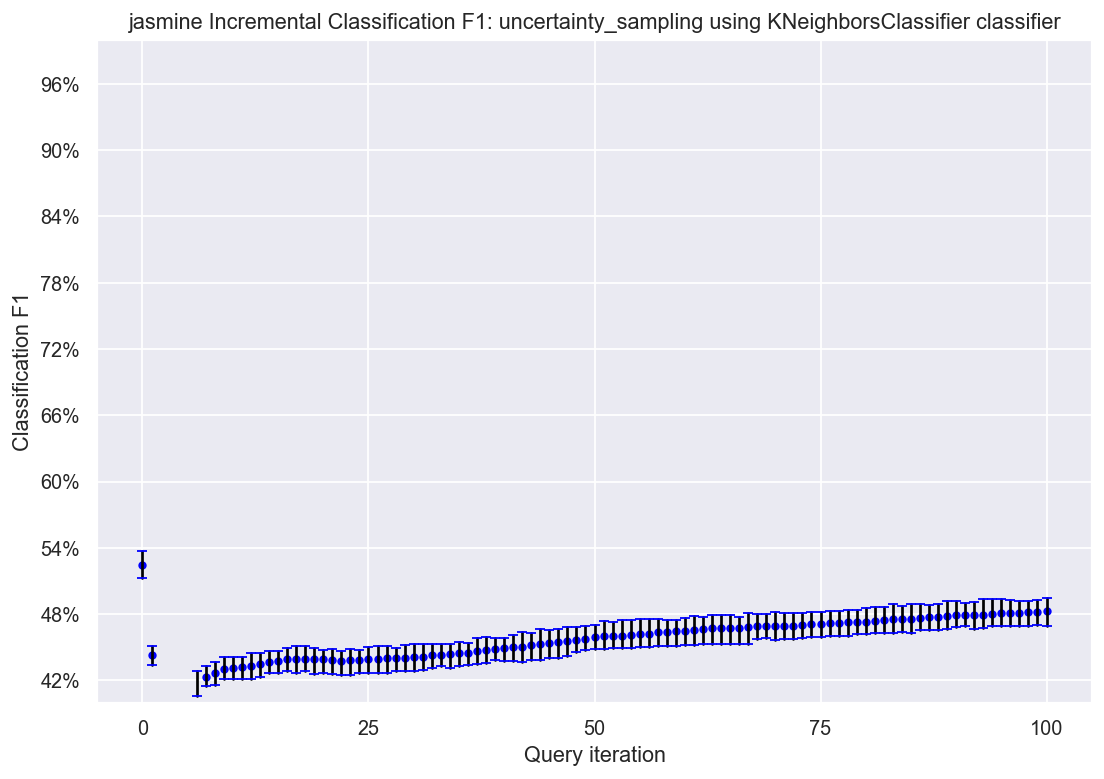 jasmine Incremental Classification F1: uncertainty_sampling using KNeighborsClassifier classifier
96%
90%
84%
78%
72%
66%
60%
54%
48%
42%
Classification F1
0 25 50 75 100
Query iteration